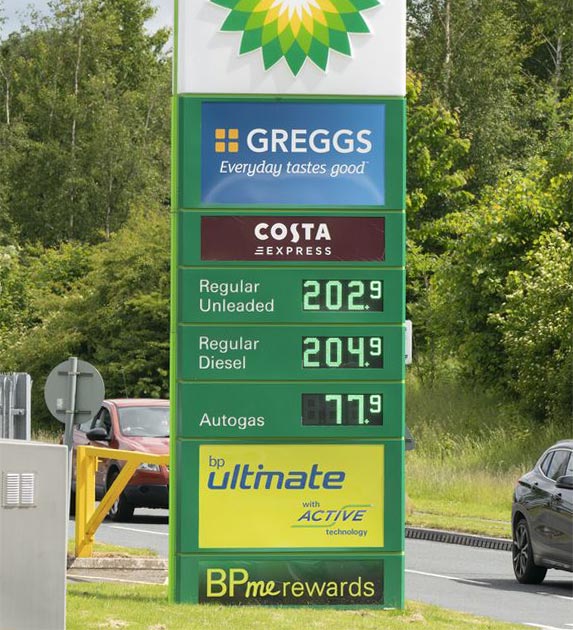 GREGGS
Everyday tastes good™
COSTA
EXPRESS
Regular
Unleaded
202.9
Regular
Diesel
204.9
Autogas
77.9
bp
ultimate
with
ACTIVE
technology
BPme rewards